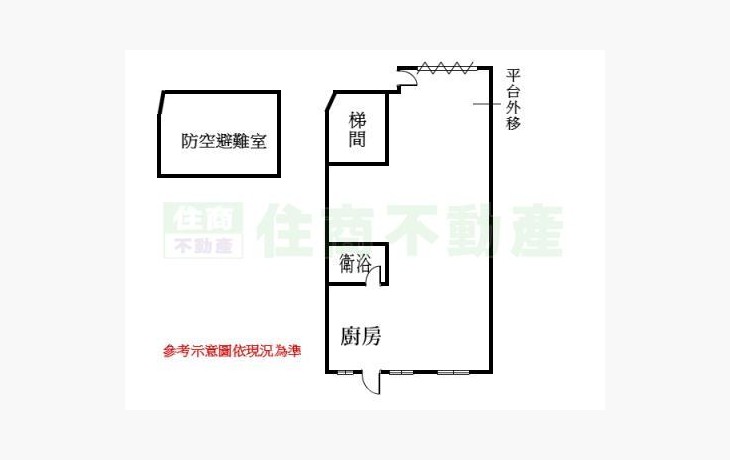 平台外移
梯間
防空避難室
住商
不動產
住商不動產
衛浴
廚房
參考示意圖依現況為準